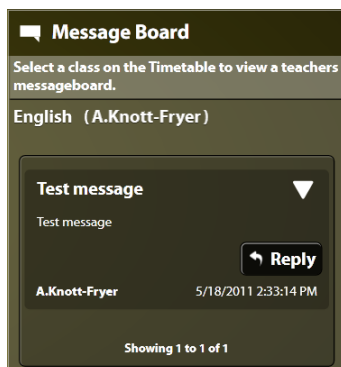 Message Board
Select a class on the Timetable to view a teachers
messageboard.
English (A.Knott-Fryer)
Test message
Test message
Reply
A.Knott-Fryer 5/18/2011 2:33:14 PM
Showing 1 to 1 of 1